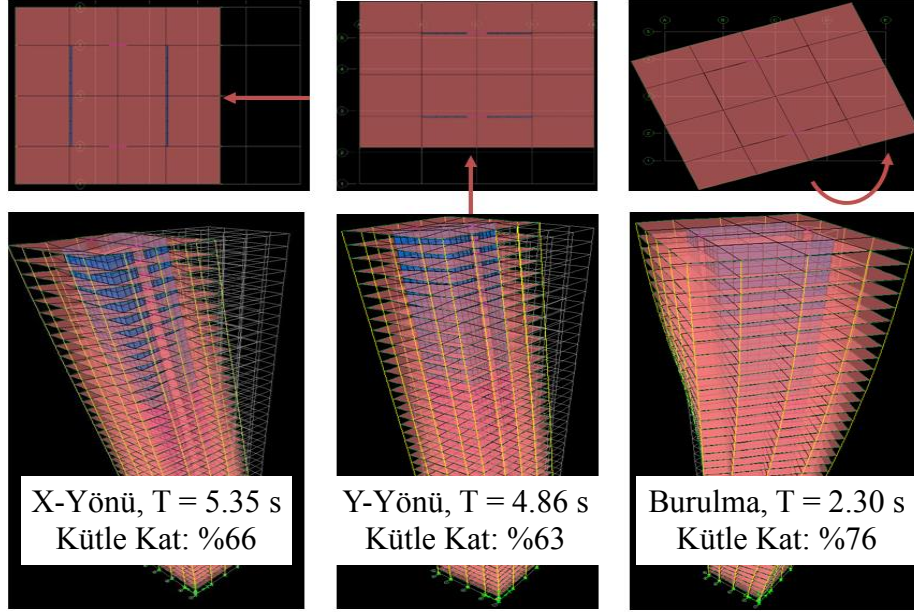 X-Yönü, T = 5.35 s
Kütle Kat: %66
Y-Yönü, T = 4.86 s
Kütle Kat: %63
Burulma, T = 2.30 s
Kütle Kat: %76